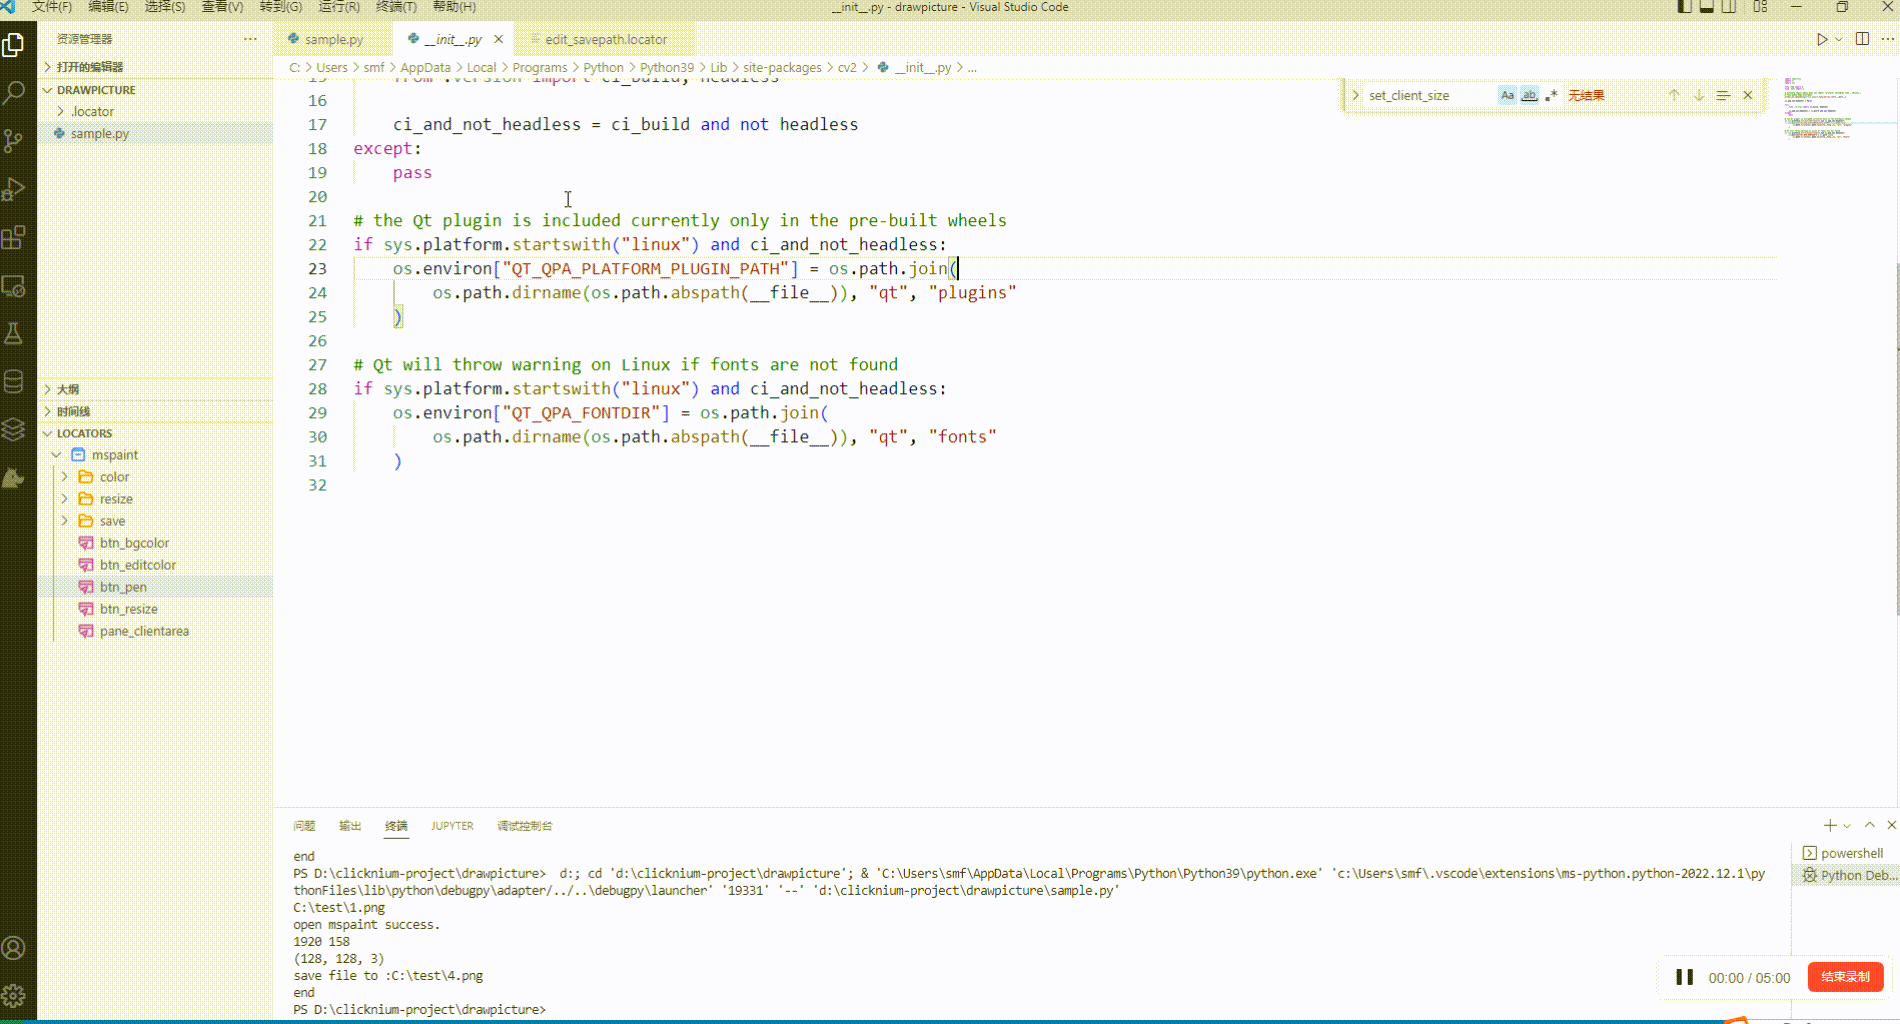 文件(F) 编辑(E) 选择(S) 查看(V) 转到(G) 运行(R) 终端(T) 帮助(H)
__init__.py - drawpicture - Visual Studio Code
资源管理器
sample.py
__init__.py
edit_savepath.locator
打开的编辑器
C: > Users > smf > AppData > Local > Programs > Python > Python39 > Lib > site-packages > cv2 > __init__.py > ...
DRAWPICTURE
.locator
sample.py
set_client_size
Aa
ab
无结果
15 from .version import ci_build, headless
16
17 ci_and_not_headless = ci_build and not headless
18 except:
19 pass
20
21 # the Qt plugin is included currently only in the pre-built wheels
22 if sys.platform.startswith("linux") and ci_and_not_headless:
23 os.environ["QT_QPA_PLATFORM_PLUGIN_PATH"] = os.path.join(
24 os.path.dirname(os.path.abspath(__file__)), "qt", "plugins"
25 )
26
27 # Qt will throw warning on Linux if fonts are not found
28 if sys.platform.startswith("linux") and ci_and_not_headless:
29 os.environ["QT_QPA_FONTDIR"] = os.path.join(
30 os.path.dirname(os.path.abspath(__file__)), "qt", "fonts"
31 )
32
大纲
时间线
LOCATORS
mspaint
color
resize
save
btn_bgcolor
btn_editcolor
btn_pen
btn_resize
pane_clientarea
问题 输出 终端 JUPYTER 调试控制台
end
PS D:\clicknium-project\drawpicture> d:; cd 'd:\clicknium-project\drawpicture'; & 'C:\Users\smf\AppData\Local\Programs\Python\Python39\python.exe' 'c:\Users\smf\.vscode\extensions\ms-python.python-2022.12.1\py
thonFiles\lib\python\debugpy\adapter/../..\debugpy\launcher' '19331' '--' 'd:\clicknium-project\drawpicture\sample.py'
C:\test\1.png
open mspaint success.
1920 158
(128, 128, 3)
save file to :C:\test\4.png
end
PS D:\clicknium-project\drawpicture>
powershell
Python Deb...
00:00 / 05:00
结束录制